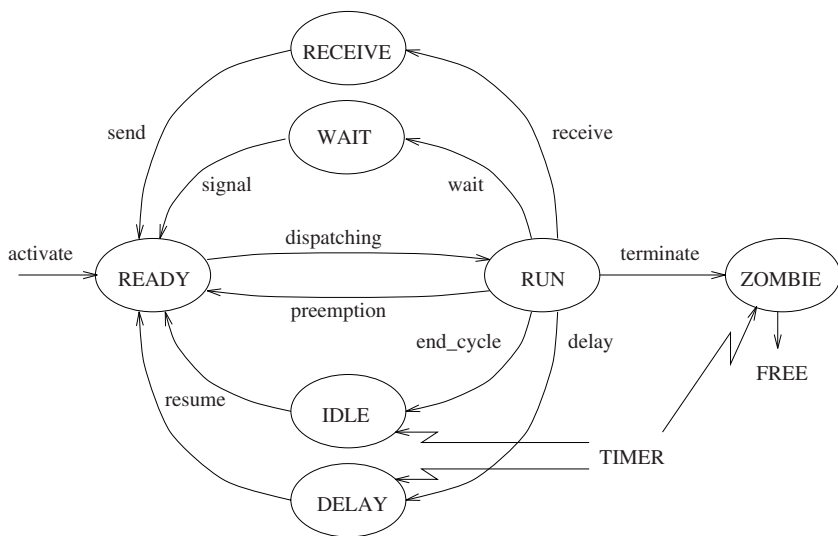 RECEIVE
send
WAIT
receive
signal
wait
activate
dispatching
terminate
READY
RUN
ZOMBIE
preemption
end_cycle
delay
FREE
resume
IDLE
TIMER
DELAY